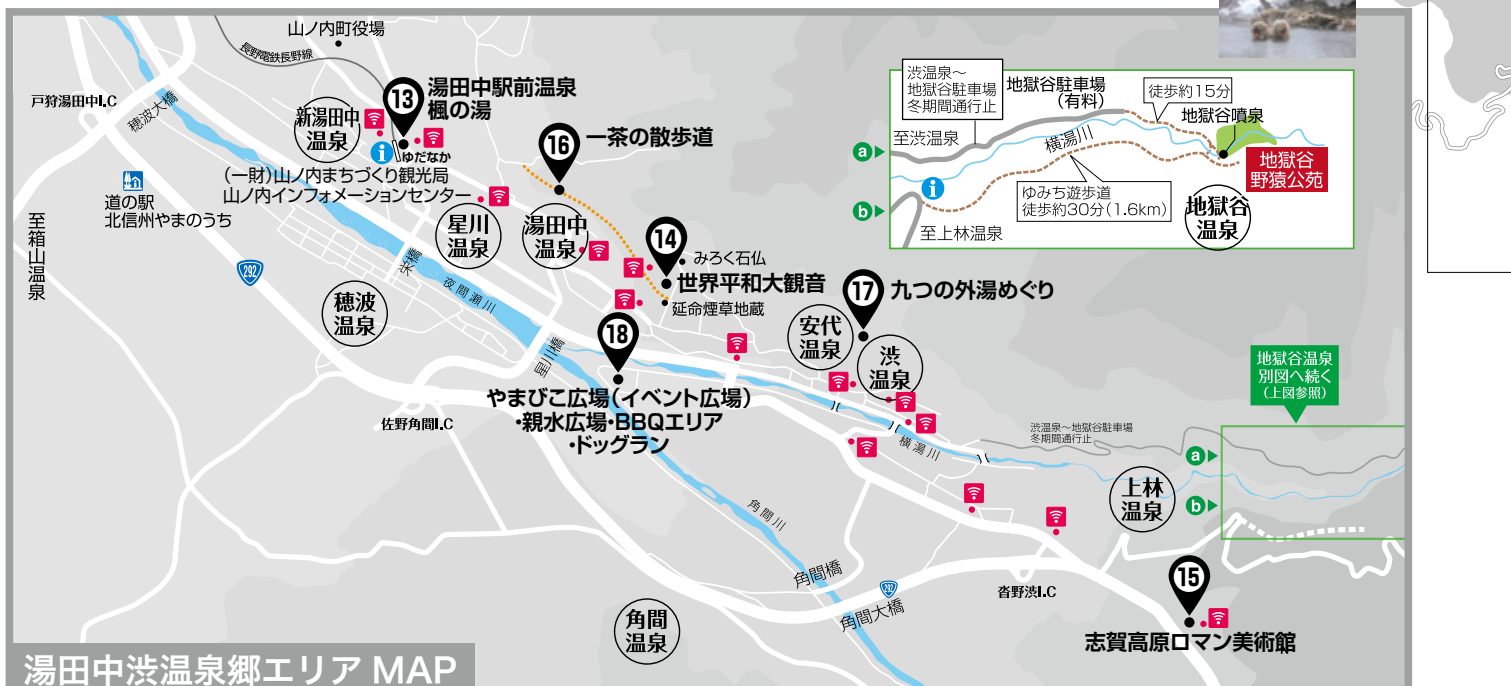 山ノ内町役場
長野電鉄長野線
戸狩湯田中I.C
穂波大橋
新湯田中
温泉
13
湯田中駅前温泉
楓の湯
ゆだなか
i
(一財)山ノ内まちづくり観光局
山ノ内インフォメーションセンター
道の駅
北信州やまのうち
至箱山温泉
292
穂波
温泉
栄橋
夜間瀬川
星川
温泉
湯田中
温泉
16
一茶の散歩道
14
みろく石仏
世界平和大観音
延命煙草地蔵
17
九つの外湯めぐり
安代
温泉
渋
温泉
18
やまびこ広場(イベント広場)
・親水広場・BBQエリア
・ドッグラン
星川橋
佐野角間I.C
横湯川
角間川
角間橋
292
角間大橋
角間
温泉
沓野渋I.C
上林
温泉
15
志賀高原ロマン美術館
渋温泉〜地獄谷駐車場
冬期間通行止
地獄谷温泉
別図へ続く
(上図参照)
a
b
渋温泉〜
地獄谷駐車場
冬期間通行止
地獄谷駐車場
(有料)
徒歩約15分
地獄谷噴泉
至渋温泉
横湯川
a
i
b
ゆみち遊歩道
徒歩約30分(1.6km)
至上林温泉
地獄谷
野猿公苑
地獄谷
温泉
湯田中渋温泉郷エリア MAP